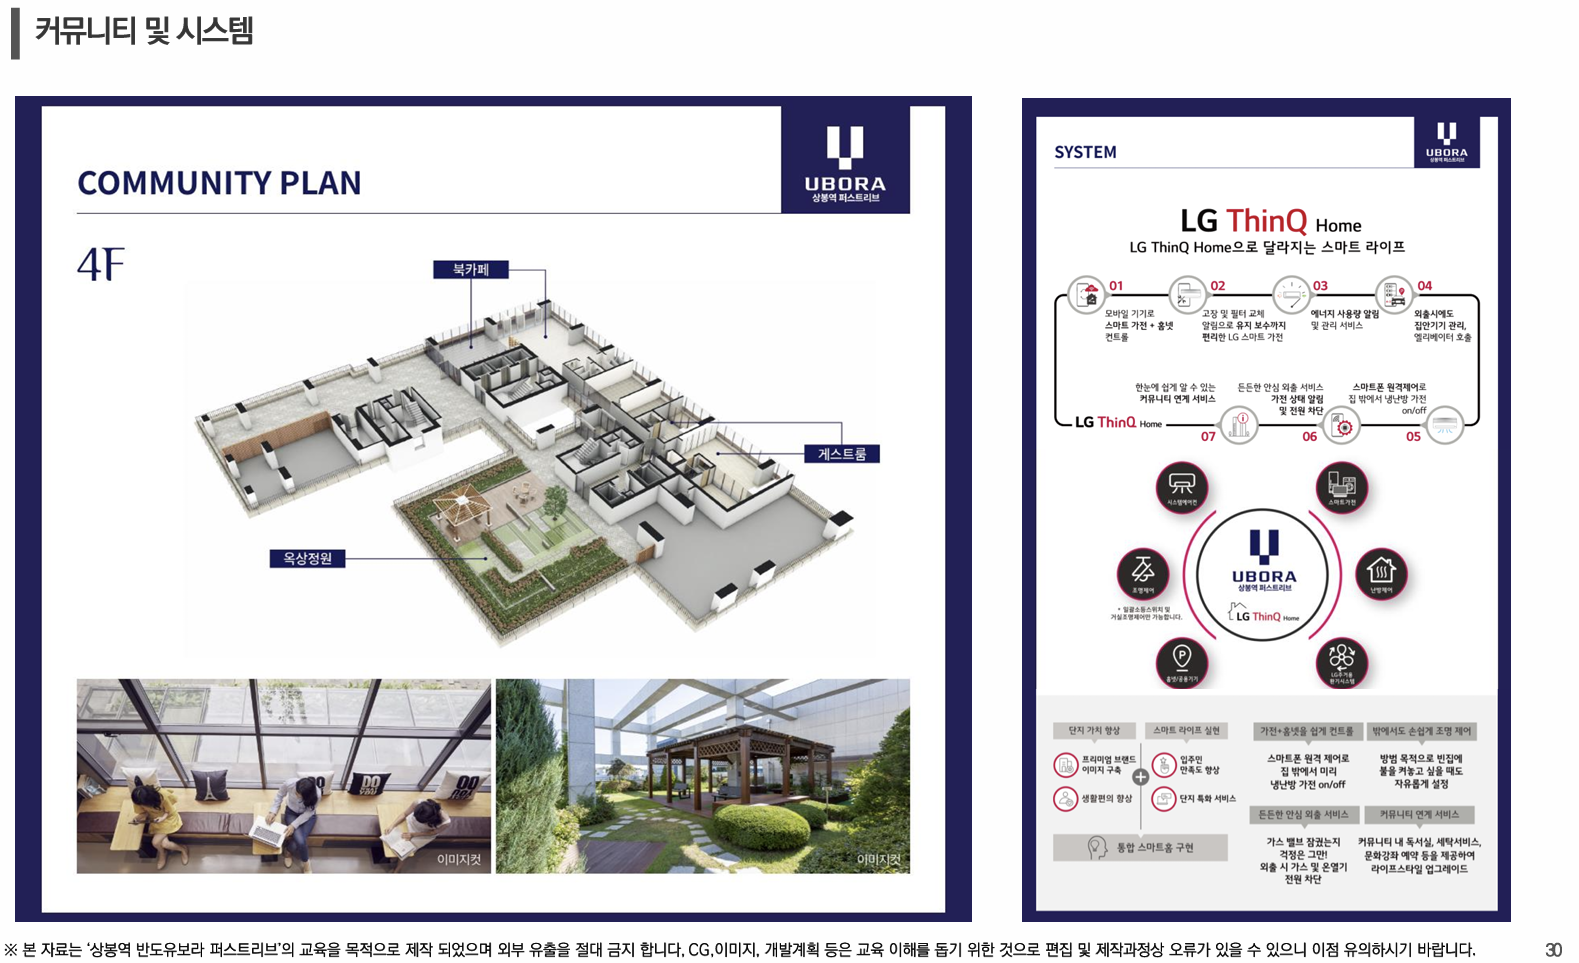 커뮤니티 및 시스템
COMMUNITY PLAN
UBORA
상봉역 퍼스트리브
4F
북카페
게스트룸
옥상정원
이미지컷
이미지컷
SYSTEM
UBORA
상봉역 퍼스트리브
LG ThinQ Home
LG ThinQ Home으로 달라지는 스마트 라이프
01
모바일 기기로
스마트 가전 + 홈넷
컨트롤
02
고장 및 필터 교체
알림으로 유지 보수까지
편리한 LG 스마트 가전
03
에너지 사용량 알림
및 관리 서비스
04
외출시에도
집안기기 관리,
엘리베이터 호출
스마트폰 원격제어로
집 밖에서 냉난방 가전
on/off
05
든든한 안심 외출 서비스
가전 상태 알림
및 전원 차단
06
한눈에 쉽게 알 수 있는
커뮤니티 연계 서비스
07
LG ThinQ Home
시스템에어컨
스마트가전
조명제어
* 일괄소등스위치 및
거실조명제어만 가능합니다.
난방제어
홈넷/공용기기
LG주거용
환기시스템
UBORA
상봉역 퍼스트리브
LG ThinQ Home
단지 가치 향상
프리미엄 브랜드
이미지 구축
생활편의 향상
스마트 라이프 실현
입주민
만족도 향상
단지 특화 서비스
통합 스마트홈 구현
가전+홈넷을 쉽게 컨트롤
스마트폰 원격 제어로
집 밖에서 미리
냉난방 가전 on/off
밖에서도 손쉽게 조명 제어
방범 목적으로 빈집에
불을 켜놓고 싶을 때도
자유롭게 설정
든든한 안심 외출 서비스
가스 밸브 잠궜는지
걱정은 그만!
외출 시 가스 및 온열기
전원 차단
커뮤니티 연계 서비스
커뮤니티 내 독서실, 세탁서비스,
문화강좌 예약 등을 제공하여
라이프스타일 업그레이드
※ 본 자료는 ‘상봉역 반도유보라 퍼스트리브’의 교육을 목적으로 제작 되었으며 외부 유출을 절대 금지 합니다, CG,이미지, 개발계획 등은 교육 이해를 돕기 위한 것으로 편집 및 제작과정상 오류가 있을 수 있으니 이점 유의하시기 바랍니다.
30